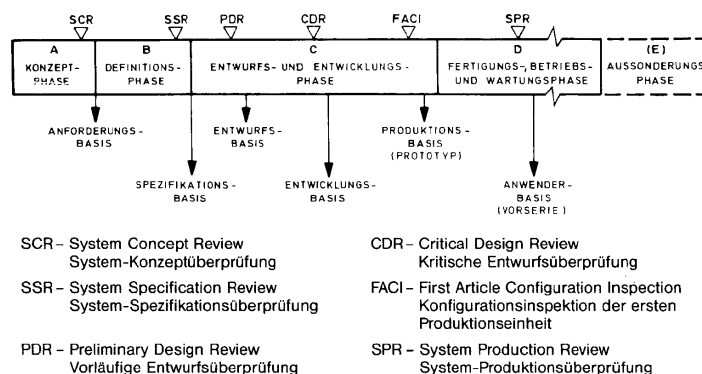 SCR SSR PDR CDR FACI SPR
A B C D (E)
KONZEPT- DEFINITIONS- ENTWURFS- UND ENTWICKLUNGS- FERTIGUNGS-, BETRIEBS- AUSSONDERUNGS
PHASE PHASE PHASE UND WARTUNGSPHASE PHASE
ANFORDERUNGS- ENTWURFS- PRODUKTIONS-
BASIS BASIS BASIS
(PROTOTYP)
SPEZIFIKATIONS- ENTWICKLUNGS- ANWENDER-
BASIS BASIS BASIS
(VORSERIE)
SCR – System Concept Review
System-Konzeptüberprüfung
SSR – System Specification Review
System-Spezifikationsüberprüfung
PDR – Preliminary Design Review
Vorläufige Entwurfsüberprüfung
CDR – Critical Design Review
Kritische Entwurfsüberprüfung
FACI – First Article Configuration Inspection
Konfigurationsinspektion der ersten
Produktionseinheit
SPR – System Production Review
System-Produktionsüberprüfung